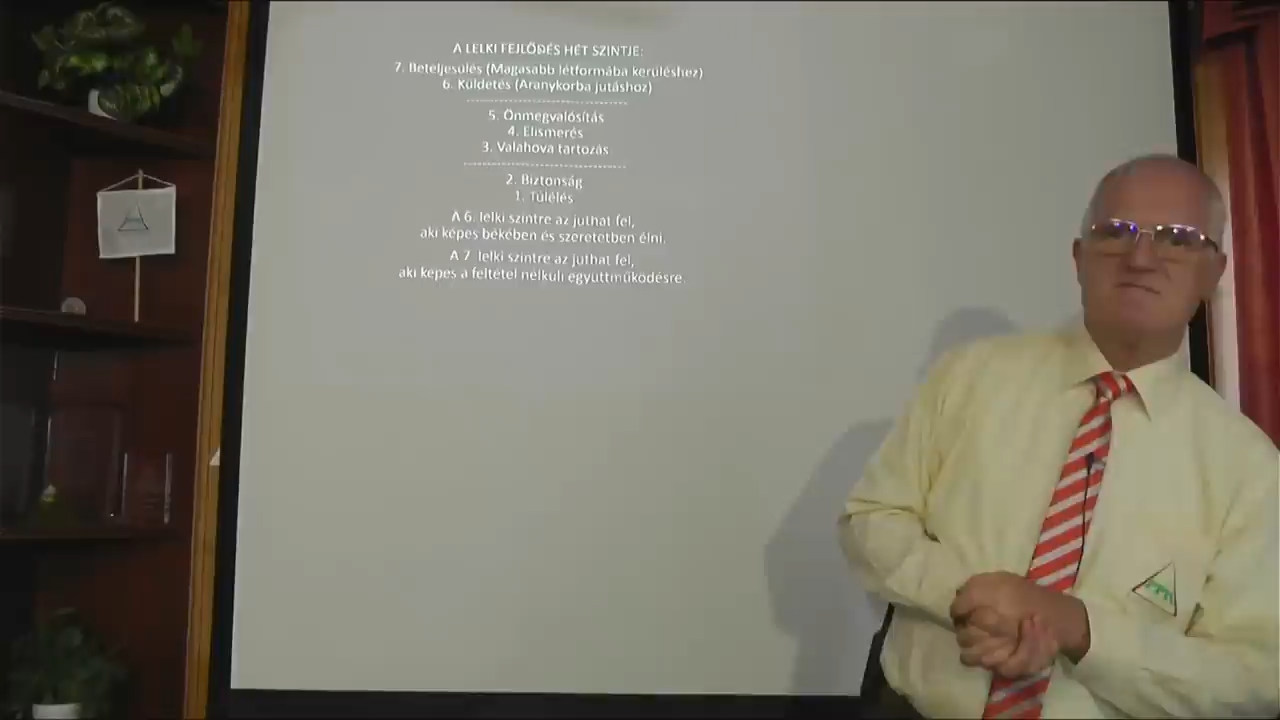 A LELKI FEJLŐDÉS HÉT SZINTJE:
7. Beteljesülés (Magasabb létformába kerüléshez)
6. Küldetés (Aranykorba jutáshoz)
5. Önmegvalósítás
4. Elismerés
3. Valahova tartozás
2. Biztonság
1. Túlélés
A 6. lelki szintre az juthat fel,
aki képes békében és szeretetben élni.
A 7. lelki szintre az juthat fel,
aki képes a feltétel nélküli együttműködésre.